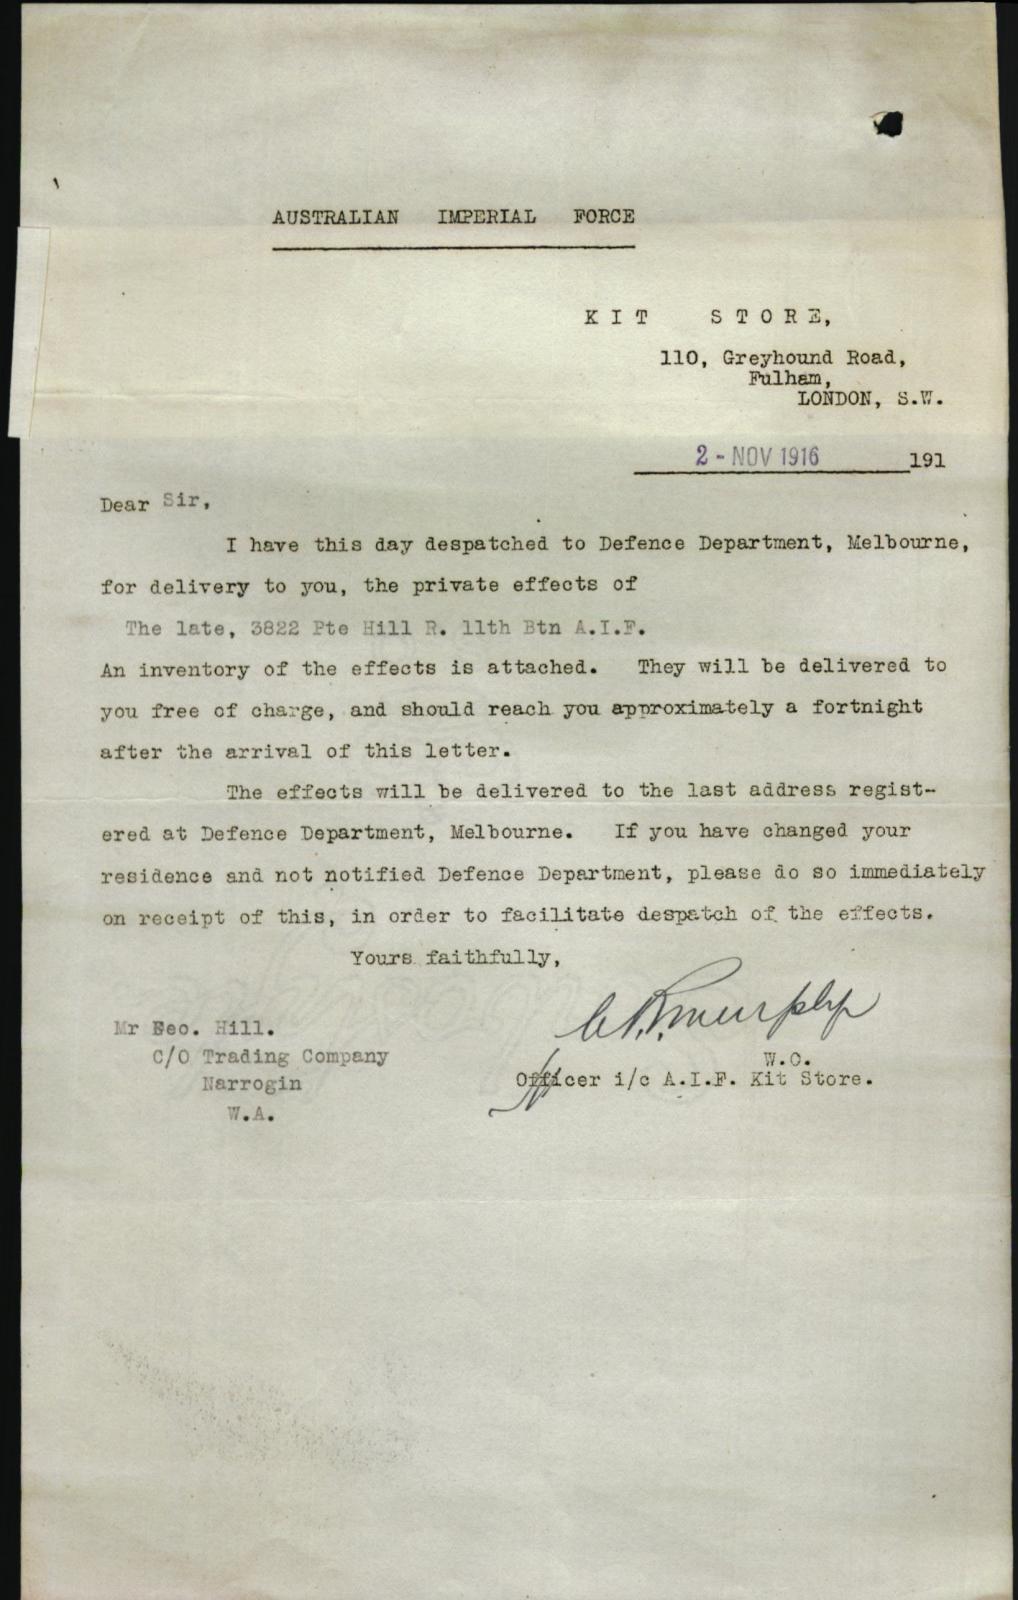 AUSTRALIAN IMPERIAL FORCE
KIT STORE,
110, Greyhound Road,
Fulham,
LONDON, S.W.
2 - NOV 1916 191
Dear Sir,
I have this day despatched to Defence Department, Melbourne,
for delivery to you, the private effects of
The late, 3822 Pte Hill R. 11th Btn A.I.F.
An inventory of the effects is attached. They will be delivered to
you free of charge, and should reach you approximately a fortnight
after the arrival of this letter.
The effects will be delivered to the last address regist-
ered at Defence Department, Melbourne. If you have changed your
residence and not notified Defence Department, please do so immediately
on receipt of this, in order to facilitate despatch of the effects.
Yours faithfully,
Murphy
W.O.
Officer i/c A.I.F. Kit Store.
Mr Geo. Hill.
C/O Trading Company
Narrogin
W.A.